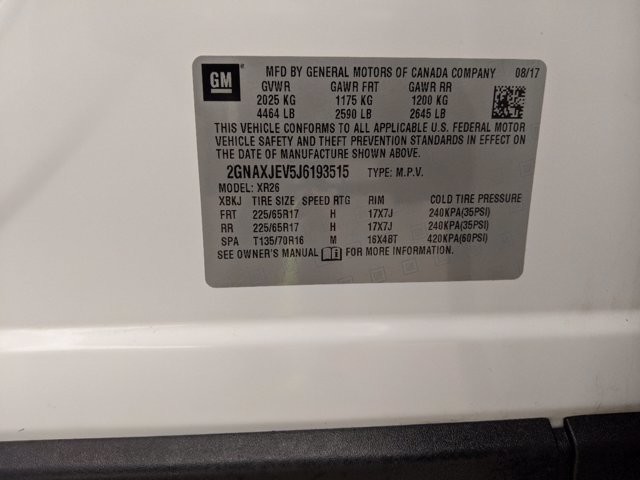 GM
MFD BY GENERAL MOTORS OF CANADA COMPANY 08/17
GVWR GAWR FRT GAWR RR
2025 KG 1175 KG 1200 KG
4464 LB 2590 LB 2645 LB
THIS VEHICLE CONFORMS TO ALL APPLICABLE U.S. FEDERAL MOTOR
VEHICLE SAFETY AND THEFT PREVENTION STANDARDS IN EFFECT ON
THE DATE OF MANUFACTURE SHOWN ABOVE.
2GNAXJEV5J6193515 TYPE: M.P.V.
MODEL: XR26
XBKJ TIRE SIZE SPEED RTG RIM COLD TIRE PRESSURE
FRT 225/65R17 H 17X7J 240KPA(35PSI)
RR 225/65R17 H 17X7J 240KPA(35PSI)
SPA T135/70R16 M 16X4BT 420KPA(60PSI)
SEE OWNER'S MANUAL FOR MORE INFORMATION.